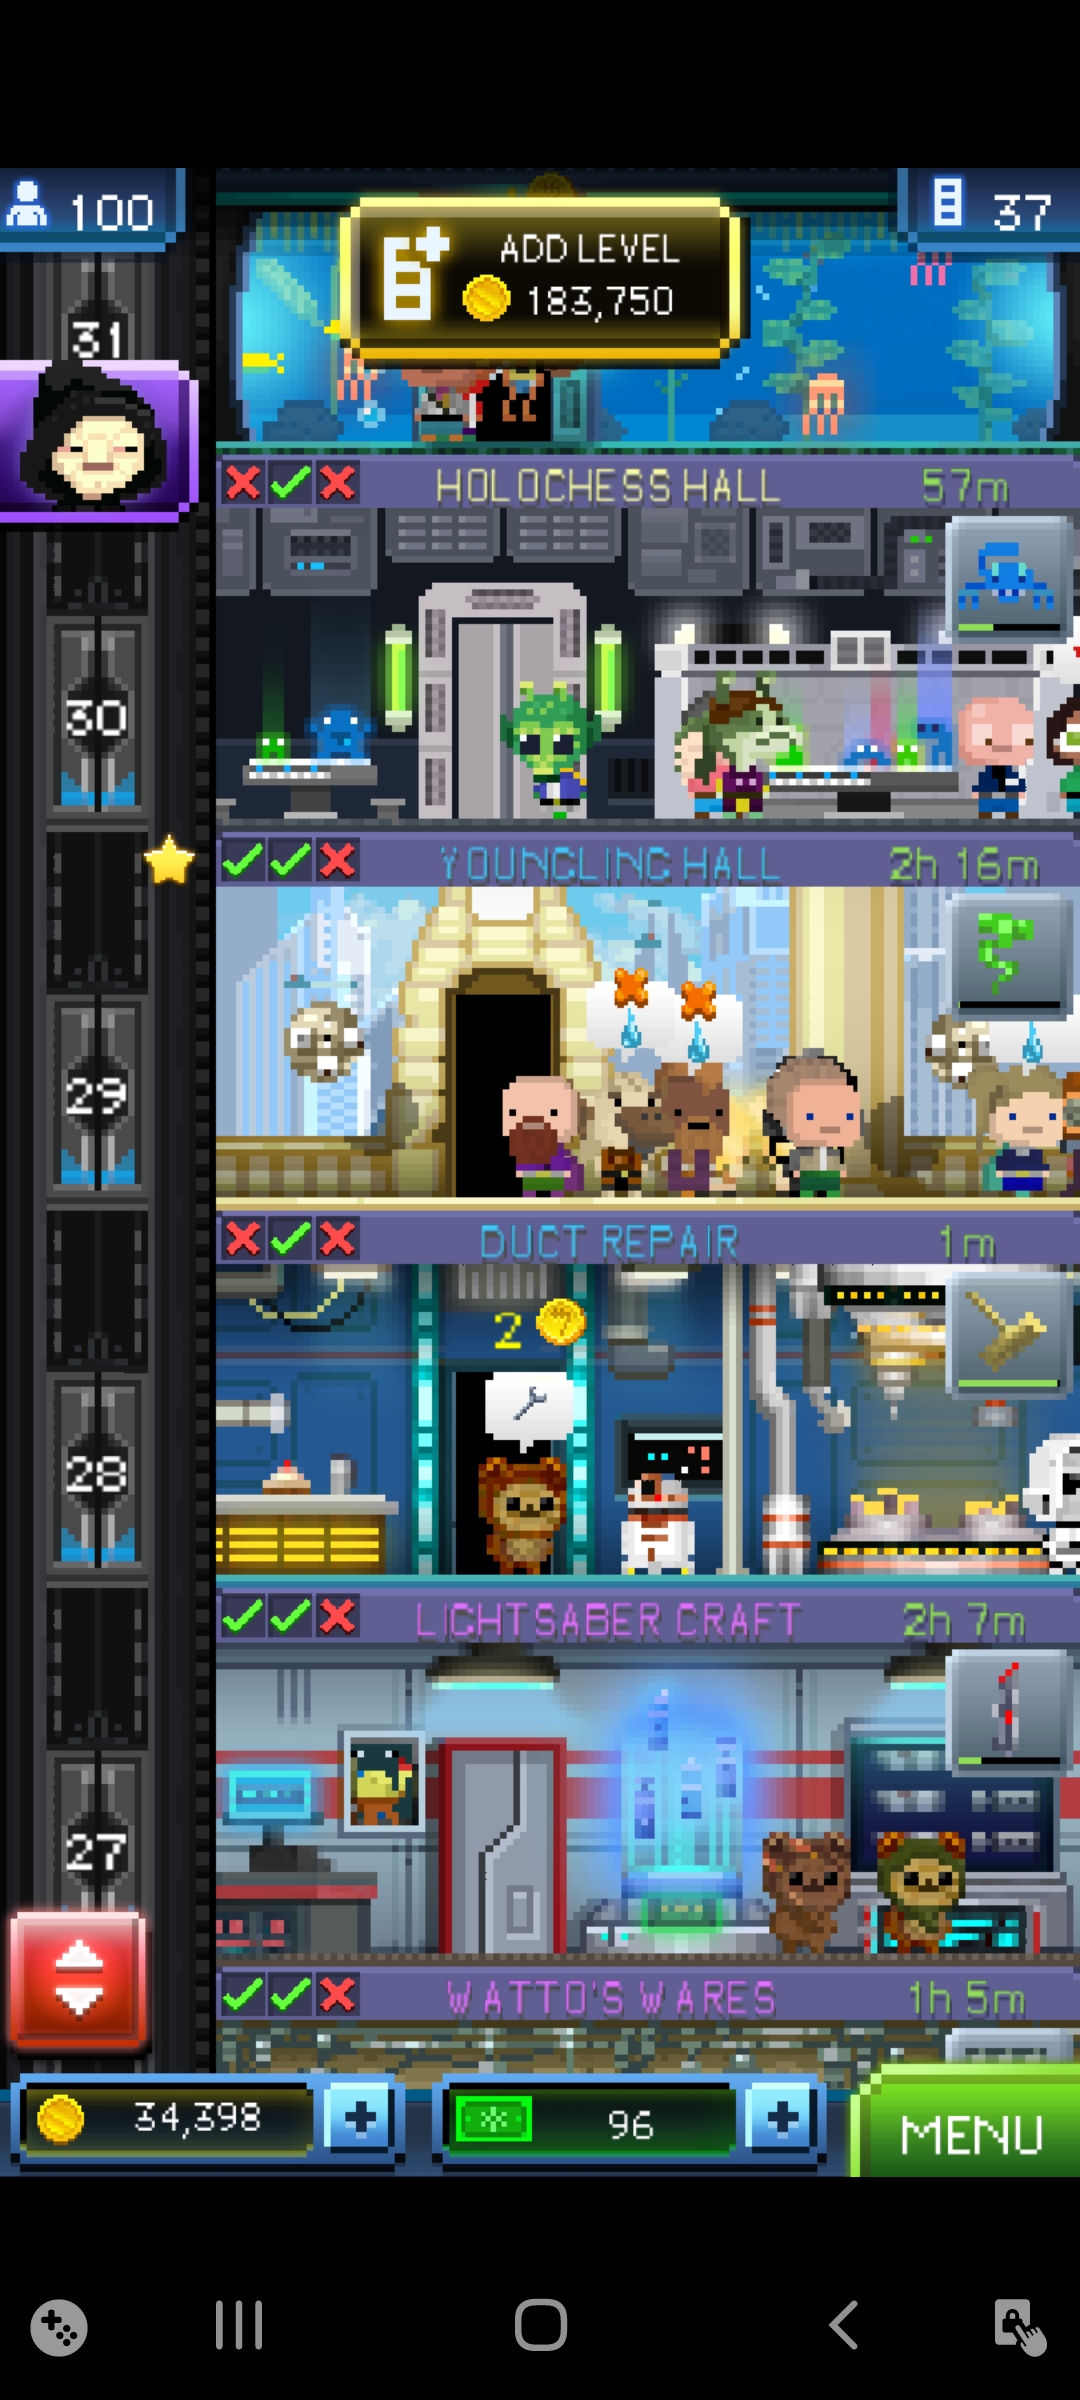 100
37
ADD LEVEL
183,750
31
HOLOCHESS HALL 57m
30
YOUNGLING HALL 2h 16m
29
DUCT REPAIR 1m
2
28
LIGHTSABER CRAFT 2h 7m
27
WATTO'S WARES 1h 5m
34,398
96
MENU